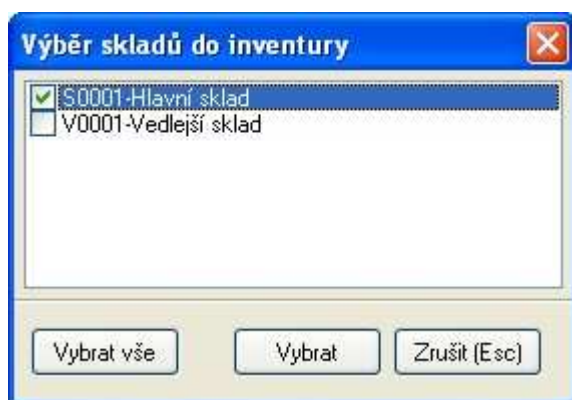 Výběr skladů do inventury
S0001-Hlavní sklad
V0001-Vedlejší sklad
Vybrat vše Vybrat Zrušit (Esc)